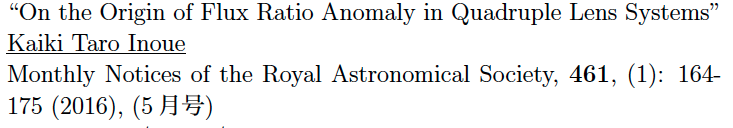 “On the Origin of Flux Ratio Anomaly in Quadruple Lens Systems”
Kaiki Taro Inoue
Monthly Notices of the Royal Astronomical Society, 461, (1): 164-
175 (2016), (5 月号)